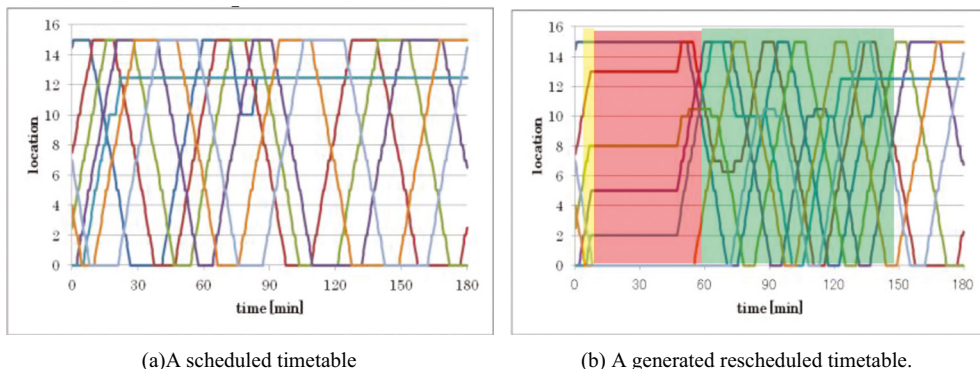 16
14
12
10
8
6
4
2
0
location
0 30 60 90 120 150 180
time [min]
(a)A scheduled timetable
16
14
12
10
8
6
4
2
0
location
0 30 60 90 120 150 180
time [min]
(b) A generated rescheduled timetable.